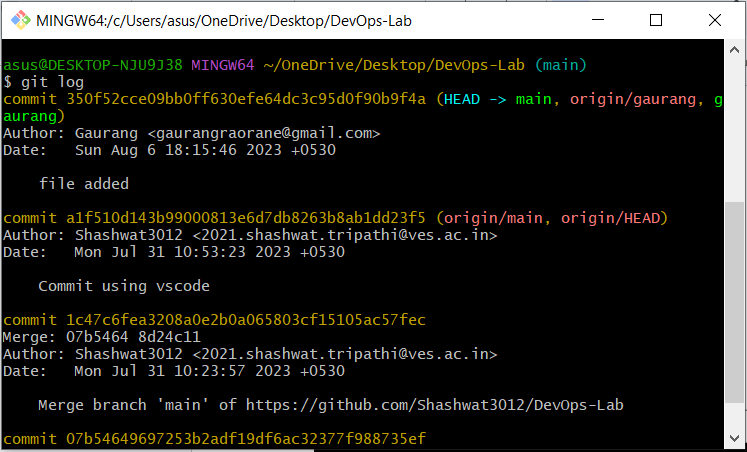 MINGW64:/c/Users/asus/OneDrive/Desktop/DevOps-Lab
asus@DESKTOP-NJU9J38 MINGW64 ~/OneDrive/Desktop/DevOps-Lab (main)
$ git log
commit 350f52cce09bb0ff630efe64dc3c95d0f90b9f4a (HEAD -> main, origin/gaurang, g
aurang)
Author: Gaurang <gaurangraorane@gmail.com>
Date:   Sun Aug 6 18:15:46 2023 +0530
    file added
commit a1f510d143b99000813e6d7db8263b8ab1dd23f5 (origin/main, origin/HEAD)
Author: Shashwat3012 <2021.shashwat.tripathi@ves.ac.in>
Date:   Mon Jul 31 10:53:23 2023 +0530
    Commit using vscode
commit 1c47c6fea3208a0e2b0a065803cf15105ac57fec
Merge: 07b5464 8d24c11
Author: Shashwat3012 <2021.shashwat.tripathi@ves.ac.in>
Date:   Mon Jul 31 10:23:57 2023 +0530
    Merge branch 'main' of https://github.com/Shashwat3012/DevOps-Lab
commit 07b54649697253b2adf19df6ac32377f988735ef